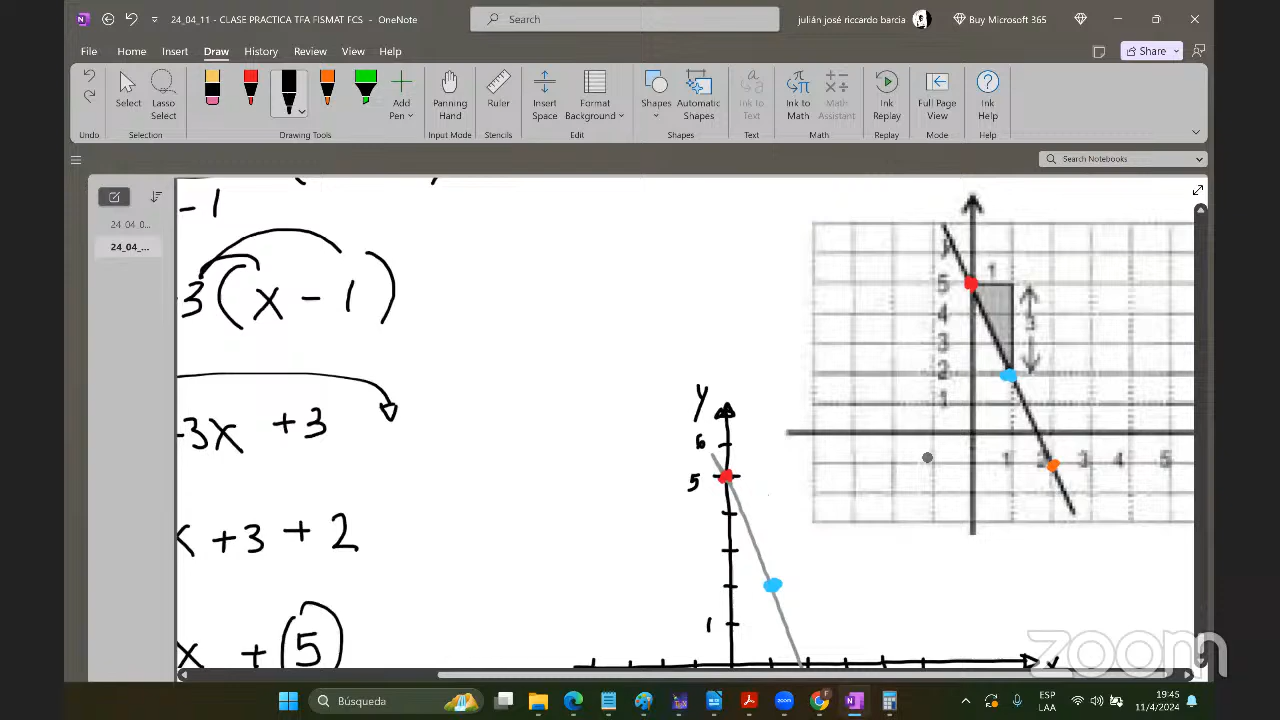 24_04_11 - CLASE PRACTICA TFA FISMAT FCS - OneNote
Search
julián josé riccardo barcia
Buy Microsoft 365
File Home Insert Draw History Review View Help
Share
Select
Lasso Select
Add Pen
Panning Hand
Ruler
Insert Space
Format Background
Shapes
Automatic Shapes
Ink to Text
Ink to Math
Math Assistant
Ink Replay
Full Page View
Ink Help
Undo
Selection
Drawing Tools
Input Mode
Stencils
Edit
Shapes
Text
Math
Replay
Mode
Help
Search Notebooks
24_04_0...
24_04_...
-1
-3(x - 1)
-3x +3
x +3 + 2
x + 5
y
6
5
1
x
y
1
5
4
3
2
1
3
1 2 3 4 5
zoom
Búsqueda
ESP
LAA
19:45
11/4/2024